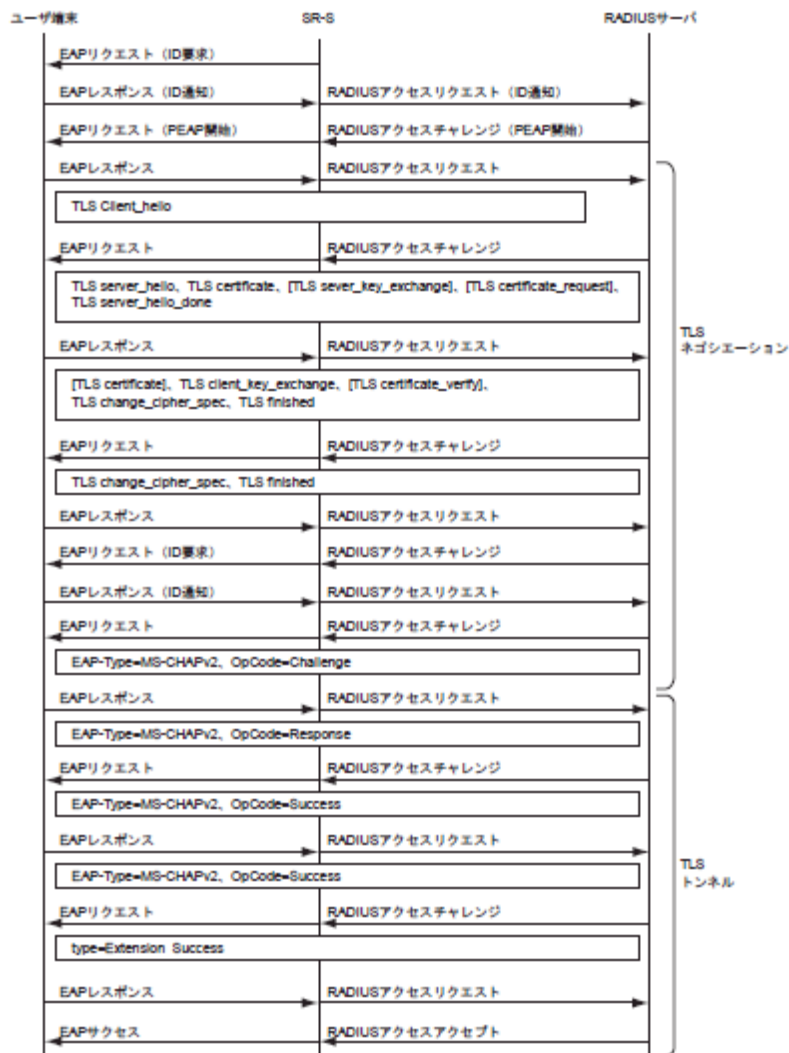 ユーザ端末 SR-S RADIUSサーバ
EAPリクエスト（ID要求）
EAPレスポンス（ID通知） RADIUSアクセスリクエスト（ID通知）
EAPリクエスト（PEAP開始） RADIUSアクセスチャレンジ（PEAP開始）
EAPレスポンス RADIUSアクセスリクエスト
TLS Client_hello
EAPリクエスト RADIUSアクセスチャレンジ
TLS server_hello、TLS certificate、[TLS sever_key_exchange]、[TLS certificate_request]、
TLS server_hello_done
TLS
ネゴシエーション
EAPレスポンス RADIUSアクセスリクエスト
[TLS certificate]、TLS client_key_exchange、[TLS certificate_verify]、
TLS change_cipher_spec、TLS finished
EAPリクエスト RADIUSアクセスチャレンジ
TLS change_cipher_spec、TLS finished
EAPレスポンス RADIUSアクセスリクエスト
EAPリクエスト（ID要求） RADIUSアクセスチャレンジ
EAPレスポンス（ID通知） RADIUSアクセスリクエスト
EAPリクエスト RADIUSアクセスチャレンジ
EAP-Type=MS-CHAPv2、OpCode=Challenge
EAPレスポンス RADIUSアクセスリクエスト
EAP-Type=MS-CHAPv2、OpCode=Response
EAPリクエスト RADIUSアクセスチャレンジ
EAP-Type=MS-CHAPv2、OpCode=Success
EAPレスポンス RADIUSアクセスリクエスト
EAP-Type=MS-CHAPv2、OpCode=Success
TLS
トンネル
EAPリクエスト RADIUSアクセスチャレンジ
type=Extension Success
EAPレスポンス RADIUSアクセスリクエスト
EAPサクセス RADIUSアクセスアクセプト